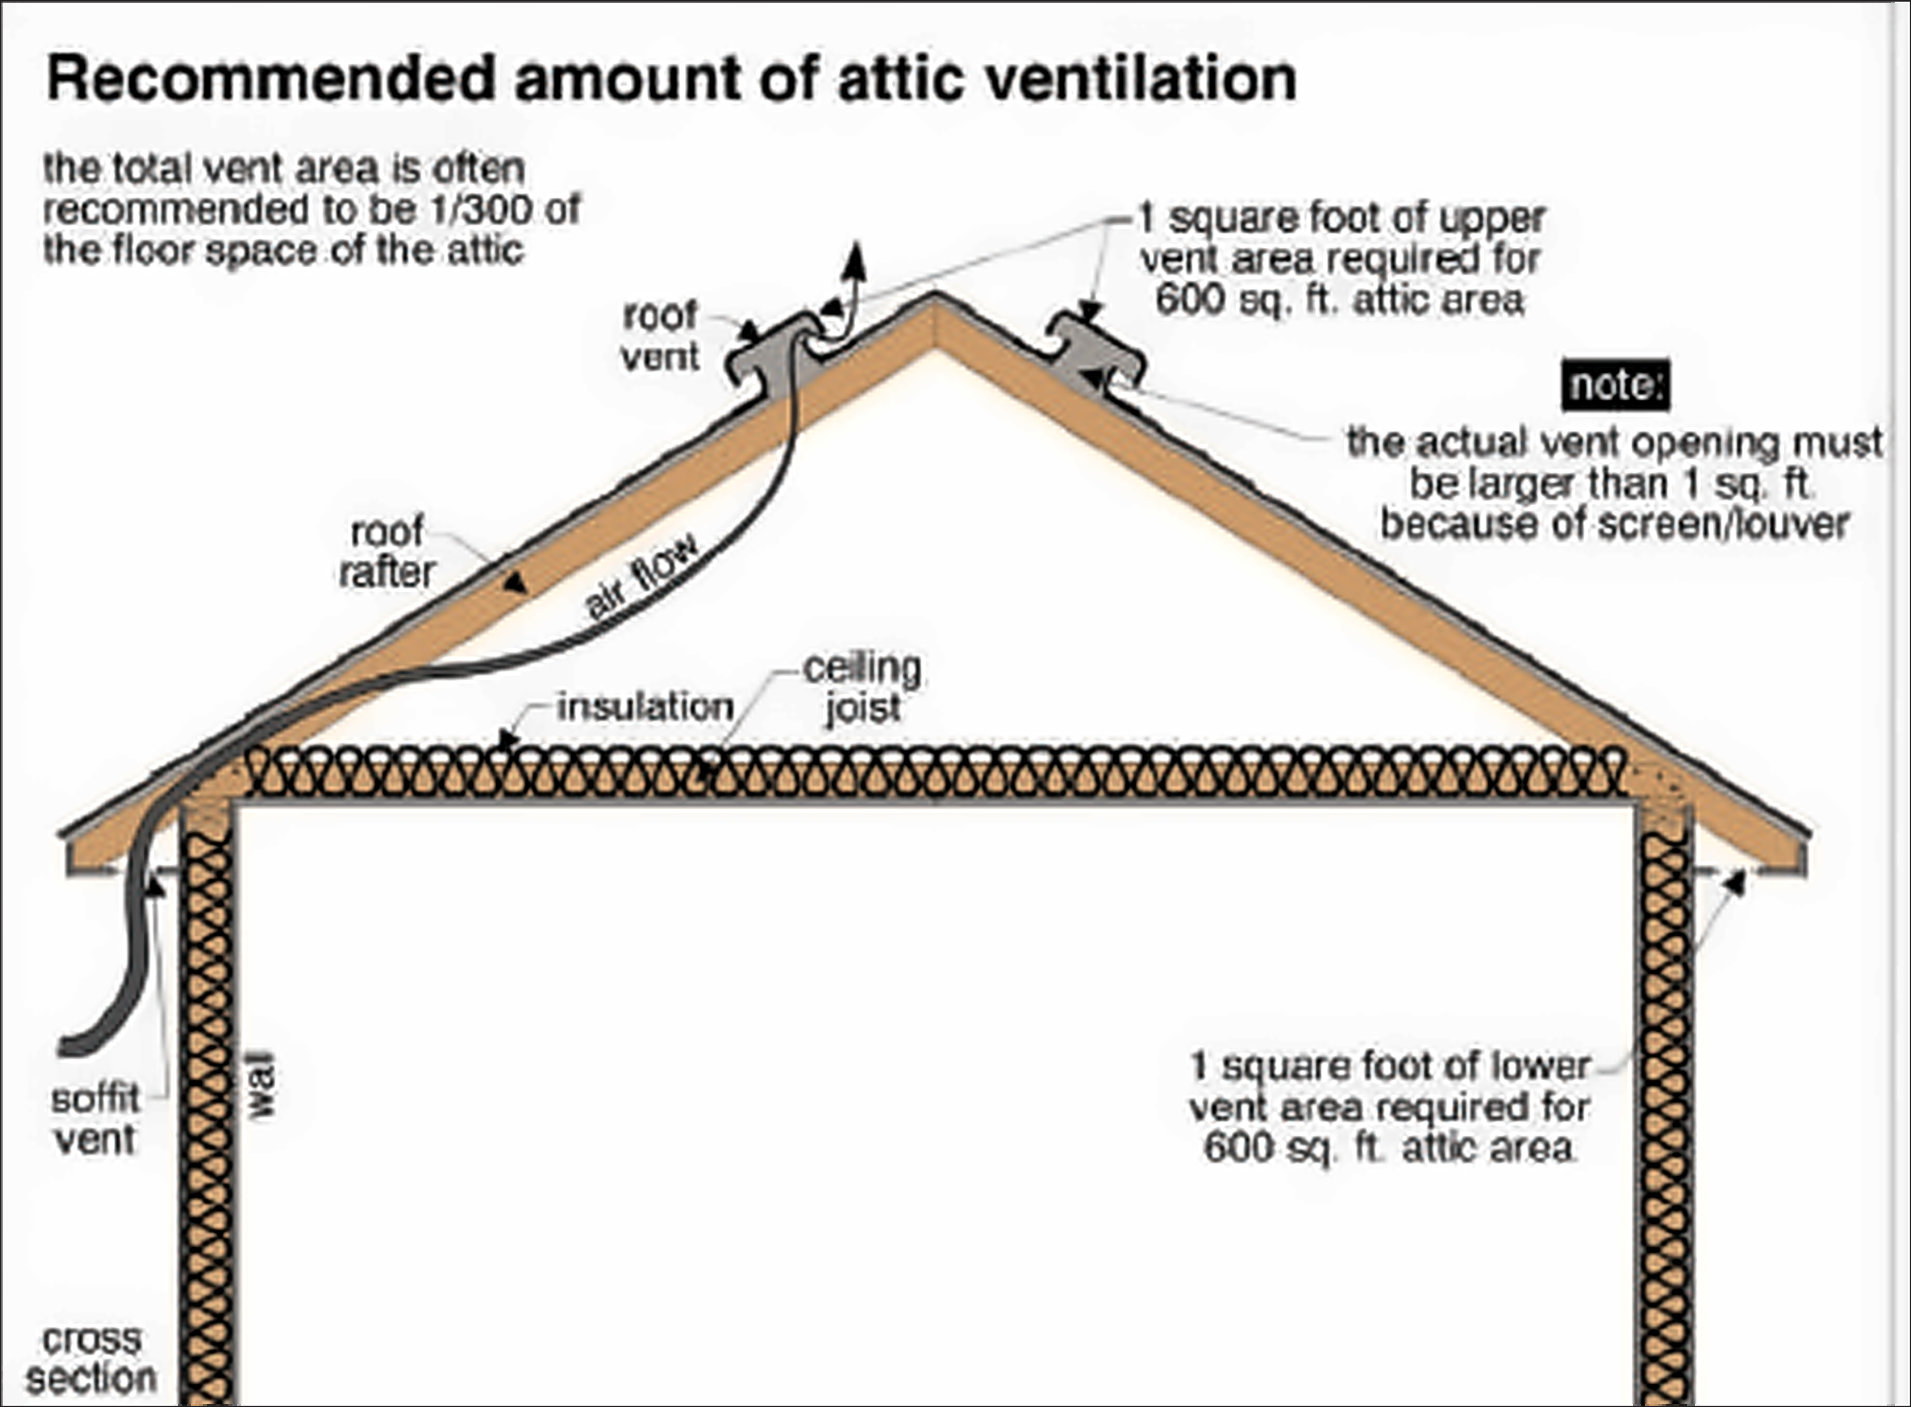 Recommended amount of attic ventilation
the total vent area is often
recommended to be 1/300 of
the floor space of the attic
1 square foot of upper
vent area required for
600 sq. ft. attic area
roof
vent
note:
the actual vent opening must
be larger than 1 sq. ft.
because of screen/louver
roof
rafter
air flow
ceiling
joist
insulation
soffit
vent
wall
1 square foot of lower
vent area required for
600 sq. ft. attic area
cross
section